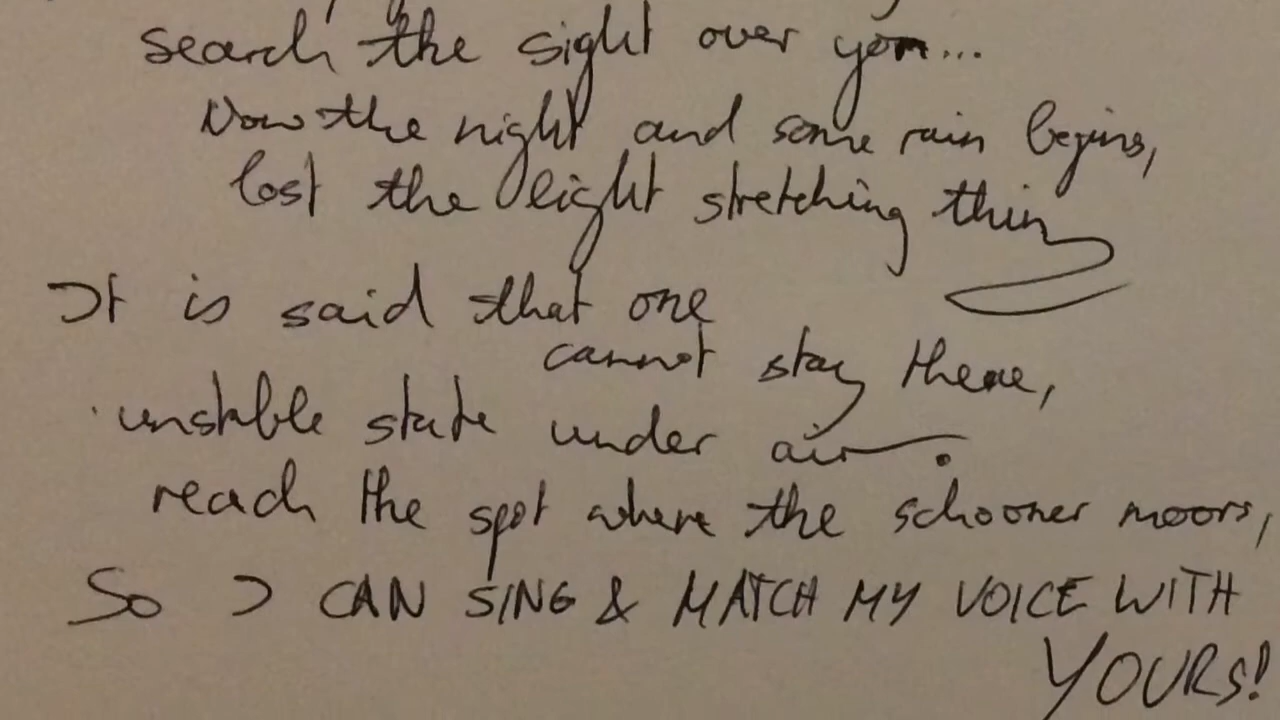 search the sight over yon...
Now the night and some rain begins,
lost the light stretching thin
It is said that one
cannot stay there,
unstable state under air.
reach the spot where the schooner moors,
So I CAN SING & MATCH MY VOICE WITH
YOURS!